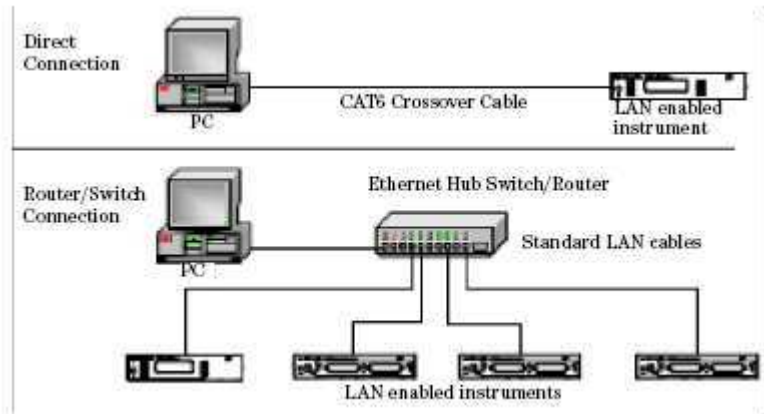 Direct
Connection
PC
CAT6 Crossover Cable
LAN enabled
instrument
Router/Switch
Connection
Ethernet Hub Switch/Router
Standard LAN cables
PC
LAN enabled instruments